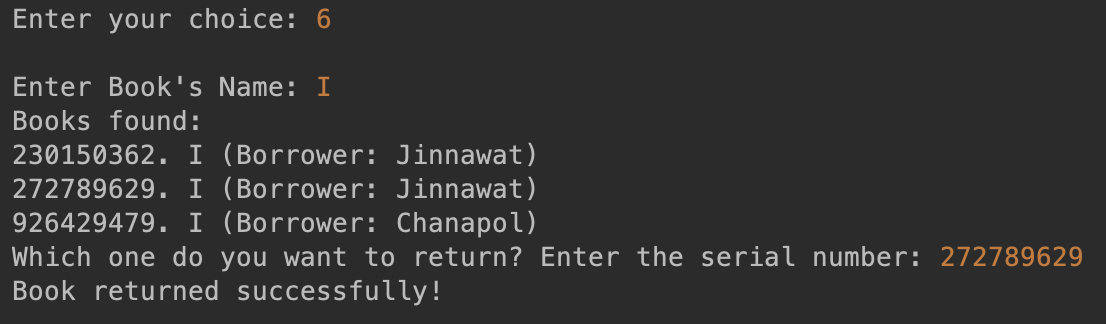 Enter your choice: 6
Enter Book's Name: I
Books found:
230150362. I (Borrower: Jinnawat)
272789629. I (Borrower: Jinnawat)
926429479. I (Borrower: Chanapol)
Which one do you want to return? Enter the serial number: 272789629
Book returned successfully!